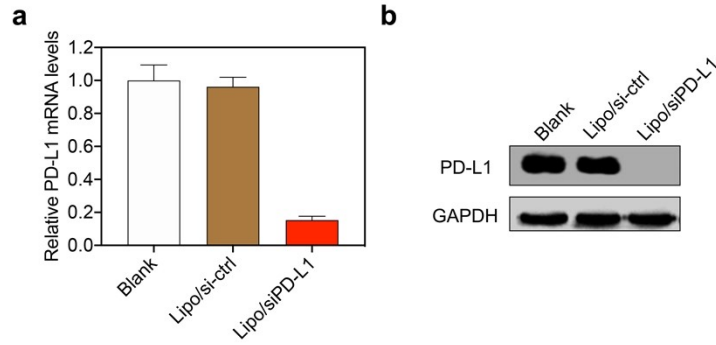 a
Relative PD-L1 mRNA levels
1.2
1.0
0.8
0.6
0.4
0.2
0.0
Blank
Lipo/si-ctrl
Lipo/siPD-L1
b
Blank
Lipo/si-ctrl
Lipo/siPD-L1
PD-L1
GAPDH